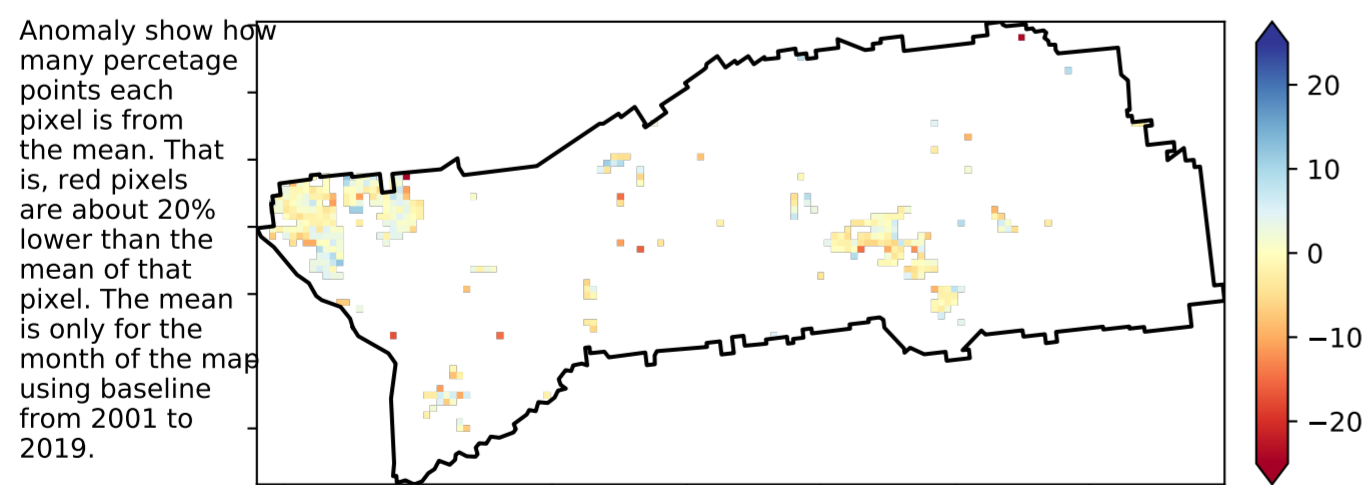 Anomaly show how
many percetage
points each
pixel is from
the mean. That
is, red pixels
are about 20%
lower than the
mean of that
pixel. The mean
is only for the
month of the map
using baseline
from 2001 to
2019.
20
10
0
−10
−20